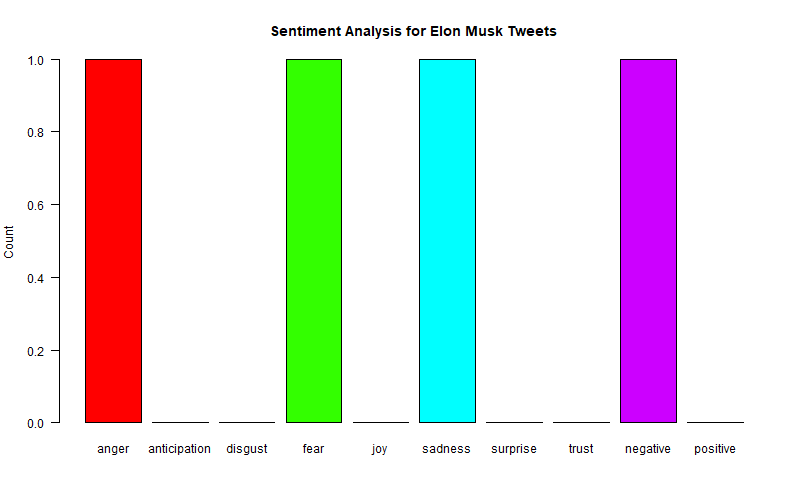 Sentiment Analysis for Elon Musk Tweets
Count
1.0
0.8
0.6
0.4
0.2
0.0
anger anticipation disgust fear joy sadness surprise trust negative positive